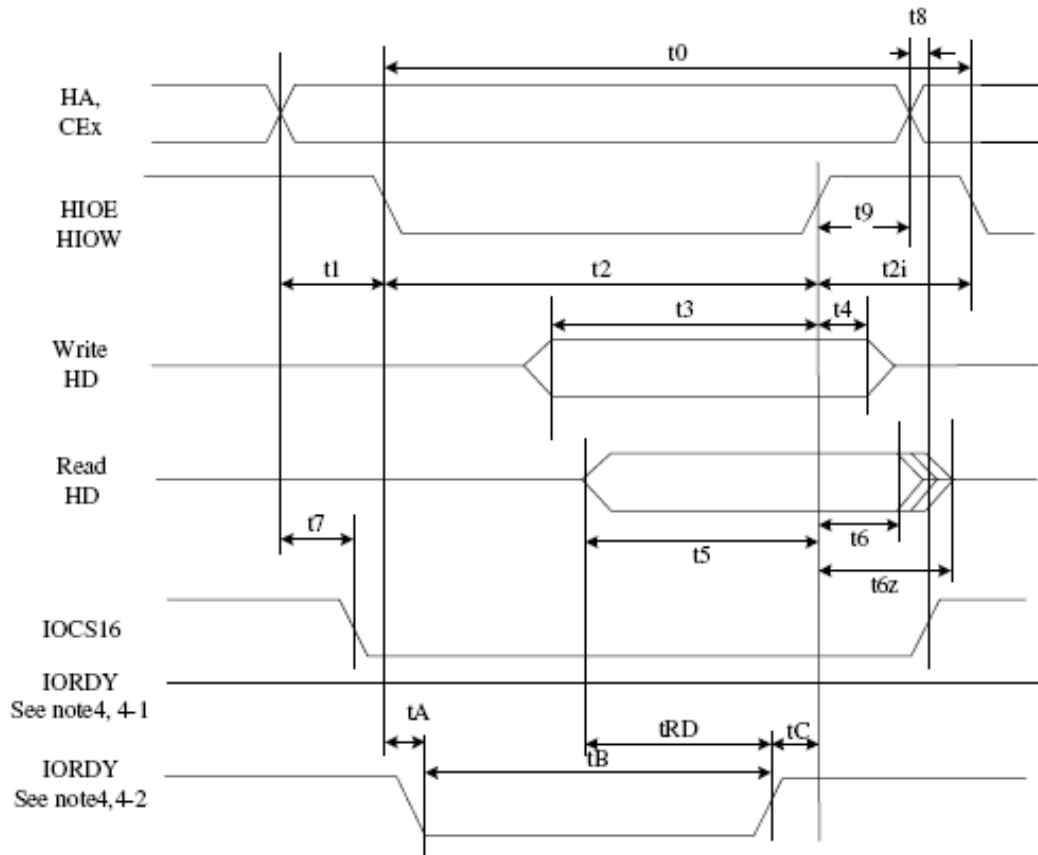 t8
t0
HA,
CEx
HIOE
HIOW
t9
t1
t2
t2i
t3
t4
Write
HD
Read
HD
t7
t5
t6
t6z
IOCS16
IORDY
See note4, 4-1
tA
tRD
tC
tB
IORDY
See note4,4-2